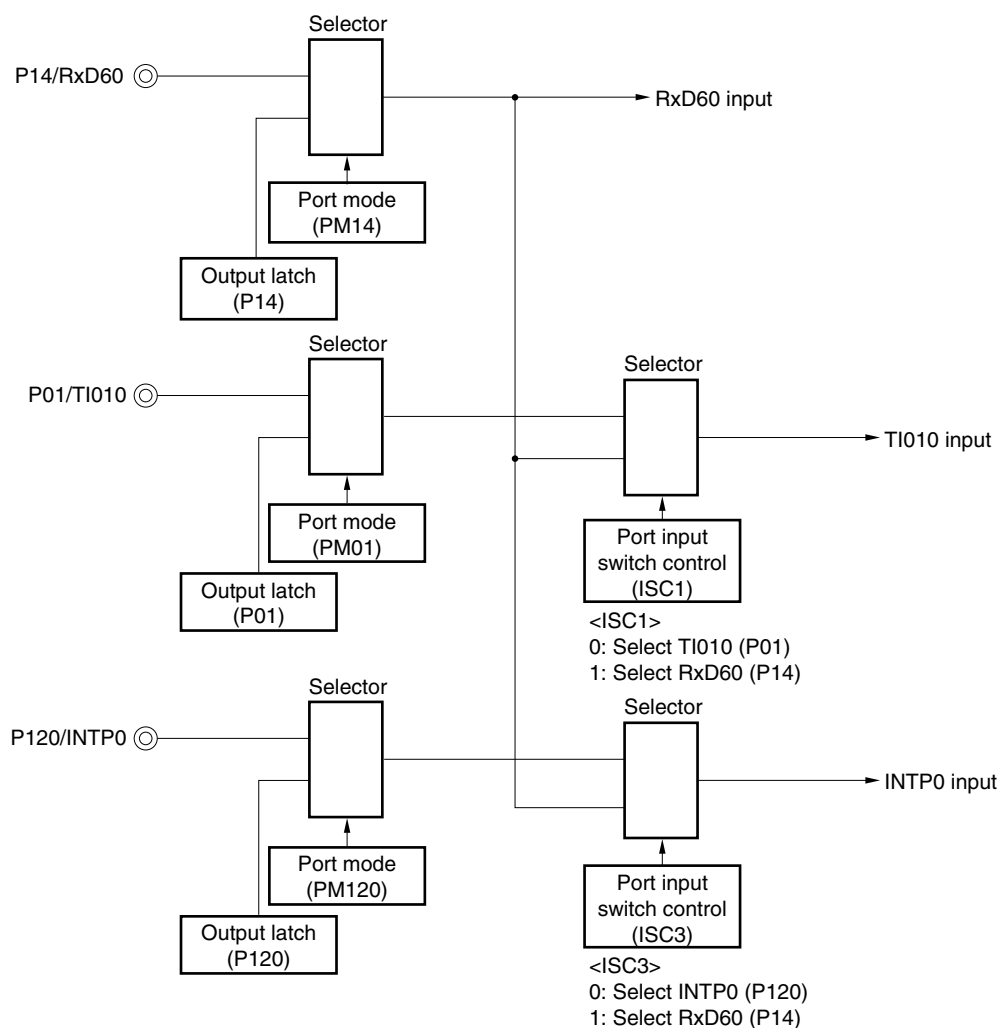 Selector
P14/RxD60
RxD60 input
Port mode
(PM14)
Output latch
(P14)
Selector
P01/TI010
Selector
TI010 input
Port mode
(PM01)
Output latch
(P01)
Port input
switch control
(ISC1)
<ISC1>
0: Select TI010 (P01)
1: Select RxD60 (P14)
Selector
P120/INTP0
Selector
INTP0 input
Port mode
(PM120)
Output latch
(P120)
Port input
switch control
(ISC3)
<ISC3>
0: Select INTP0 (P120)
1: Select RxD60 (P14)